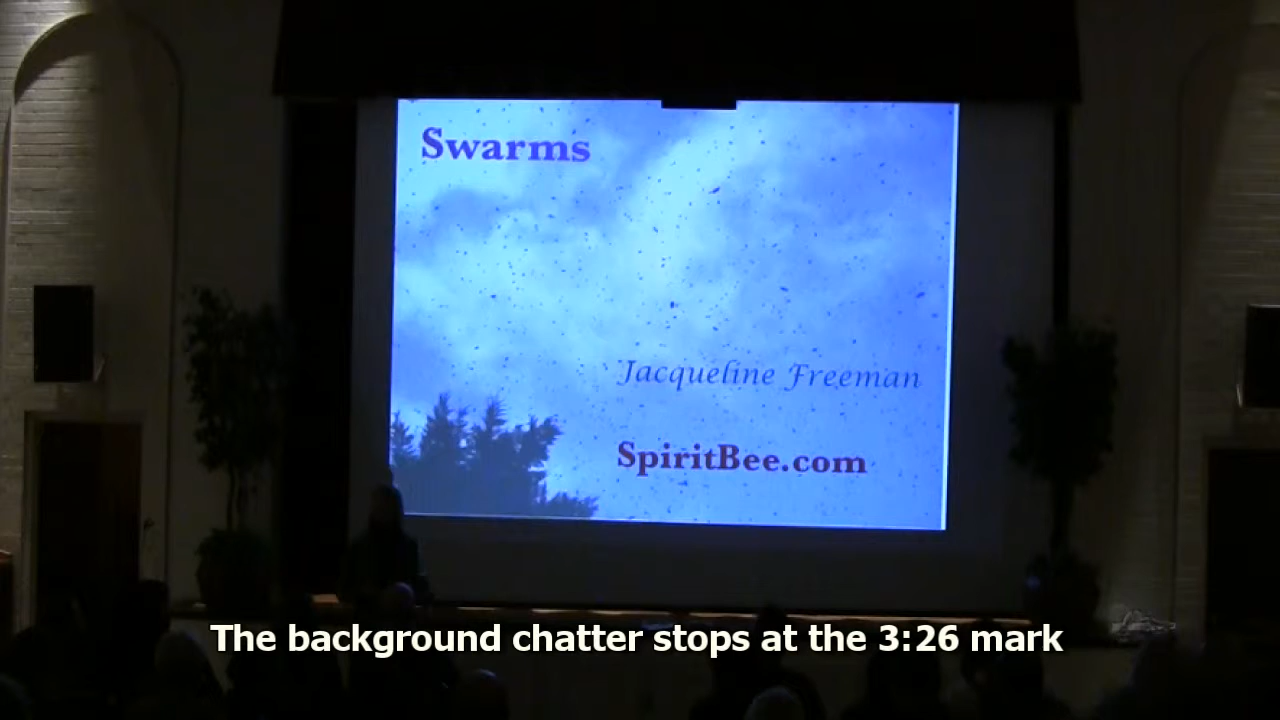 Swarms
Jacqueline Freeman
SpiritBee.com
The background chatter stops at the 3:26 mark